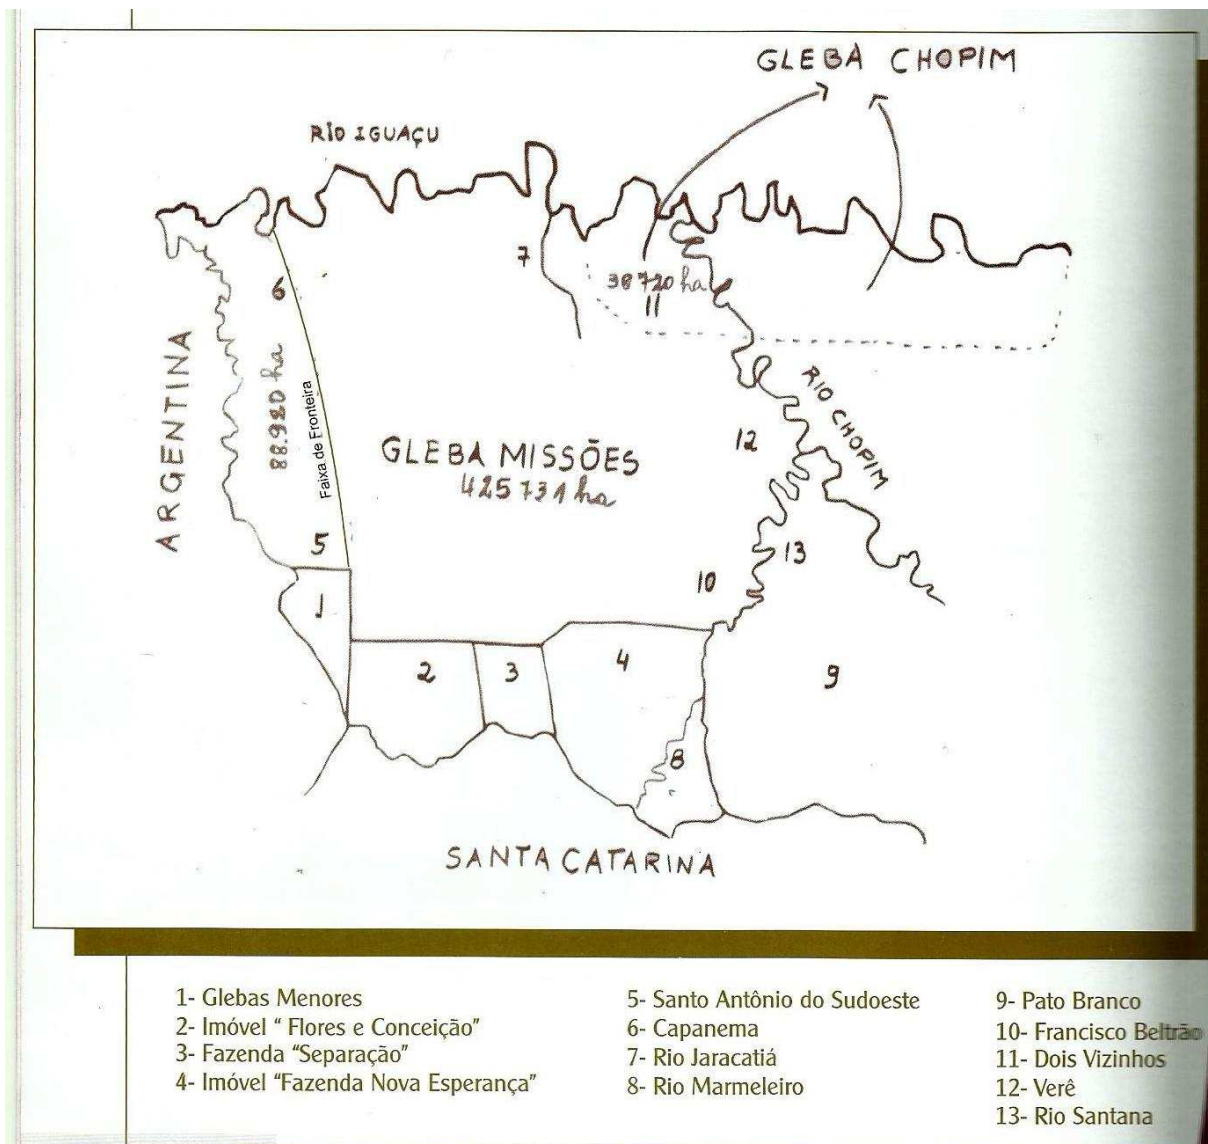 GLEBA CHOPIM
RIO IGUAÇU
7
38720 ha
11
6
ARGENTINA
88.920 ha
Faixa de Fronteira
RIO CHOPIM
12
GLEBA MISSÕES
425731 ha
5
13
10
1
2
3
4
9
8
SANTA CATARINA
1- Glebas Menores
2- Imóvel " Flores e Conceição"
3- Fazenda "Separação"
4- Imóvel "Fazenda Nova Esperança"
5- Santo Antônio do Sudoeste
6- Capanema
7- Rio Jaracatiá
8- Rio Marmeleiro
9- Pato Branco
10- Francisco Beltrão
11- Dois Vizinhos
12- Verê
13- Rio Santana